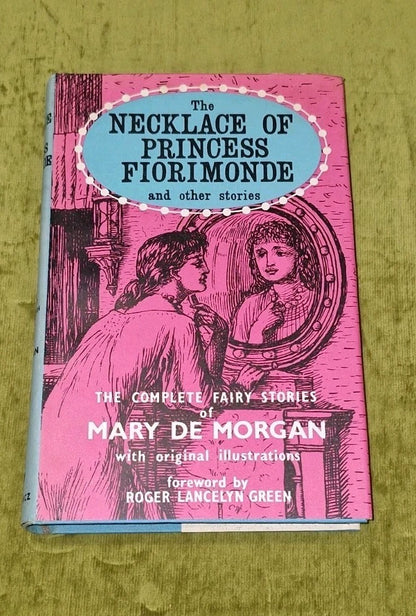 The
NECKLACE OF
PRINCESS
FIORIMONDE
and other stories
THE COMPLETE FAIRY STORIES
of
MARY DE MORGAN
with original illustrations
foreword by
ROGER LANCELYN GREEN